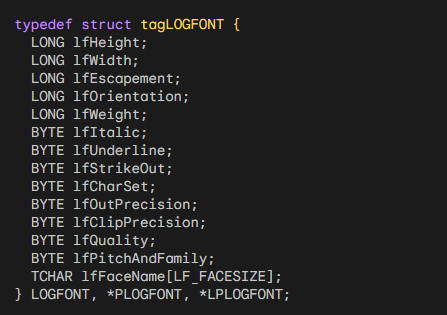 typedef struct tagLOGFONT {
  LONG lfHeight;
  LONG lfWidth;
  LONG lfEscapement;
  LONG lfOrientation;
  LONG lfWeight;
  BYTE lfItalic;
  BYTE lfUnderline;
  BYTE lfStrikeOut;
  BYTE lfCharSet;
  BYTE lfOutPrecision;
  BYTE lfClipPrecision;
  BYTE lfQuality;
  BYTE lfPitchAndFamily;
  TCHAR lfFaceName[LF_FACESIZE];
} LOGFONT, *PLOGFONT, *LPLOGFONT;